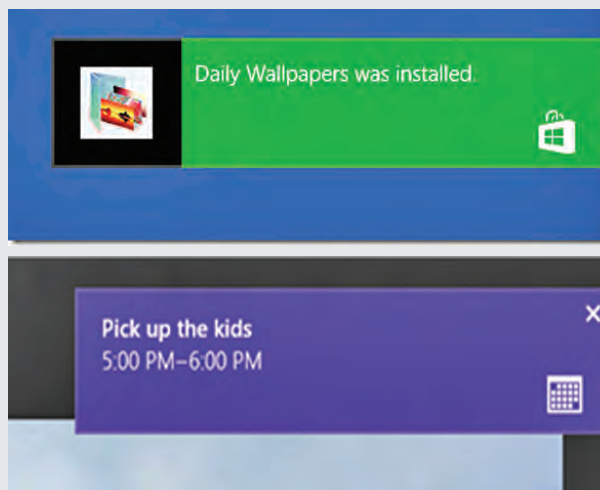 Daily Wallpapers was installed.
Pick up the kids
5:00 PM–6:00 PM